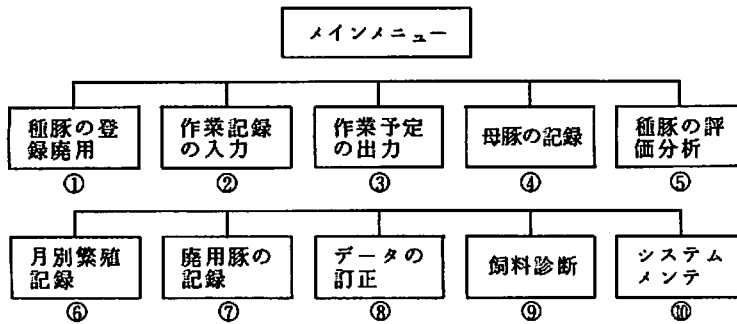 メインメニュー
種豚の登
録廃用
作業記録
の入力
作業予定
の出力
母豚の記録
種豚の評
価分析
①
②
③
④
⑤
月別繁殖
記録
廃用豚の
記録
データの
訂正
飼料診断
システム
メンテ
⑥
⑦
⑧
⑨
⑩